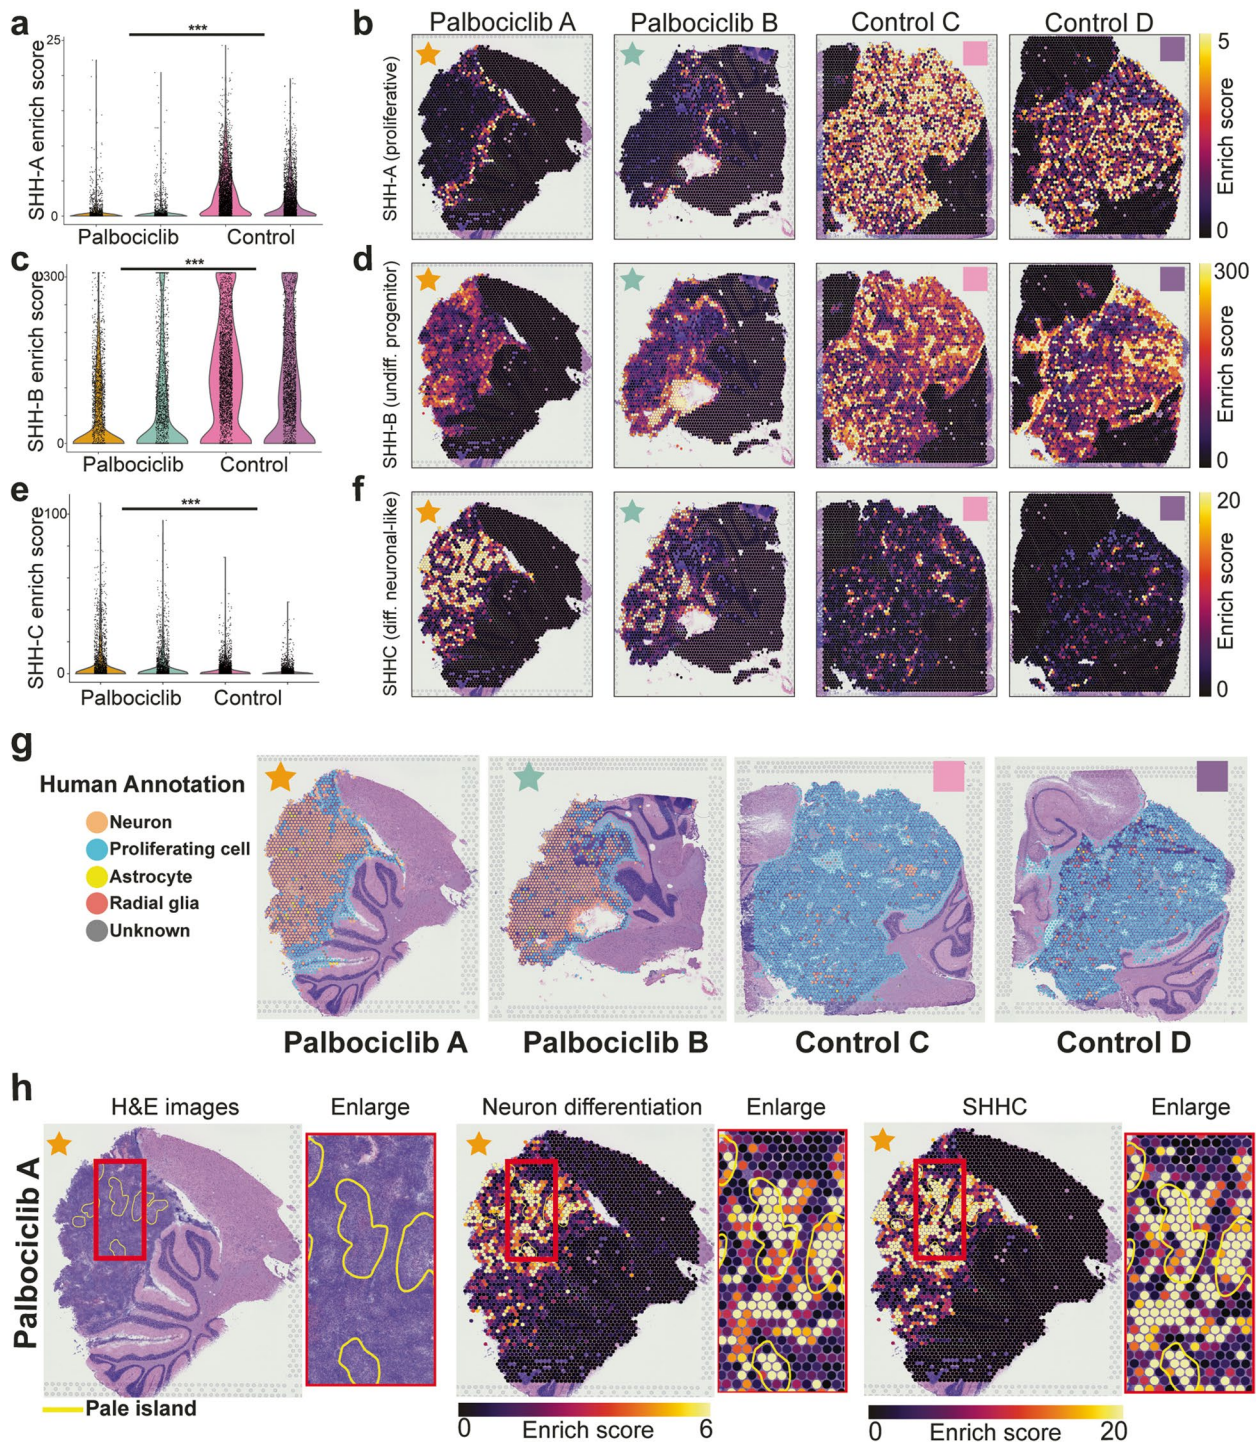 a
SHH-A enrich score
25
0
***
Palbociclib
Control
b
Palbociclib A
Palbociclib B
Control C
Control D
SHH-A (proliferative)
5
Enrich score
0
c
SHH-B enrich score
300
0
***
Palbociclib
Control
d
SHH-B (undiff. progenitor)
300
Enrich score
0
e
SHH-C enrich score
100
0
***
Palbociclib
Control
f
SHHC (diff. neuronal-like)
20
Enrich score
0
g
Human Annotation
Neuron
Proliferating cell
Astrocyte
Radial glia
Unknown
Palbociclib A
Palbociclib B
Control C
Control D
h
Palbociclib A
H&E images
Enlarge
Neuron differentiation
Enlarge
SHHC
Enlarge
Pale island
0
Enrich score
6
0
Enrich score
20